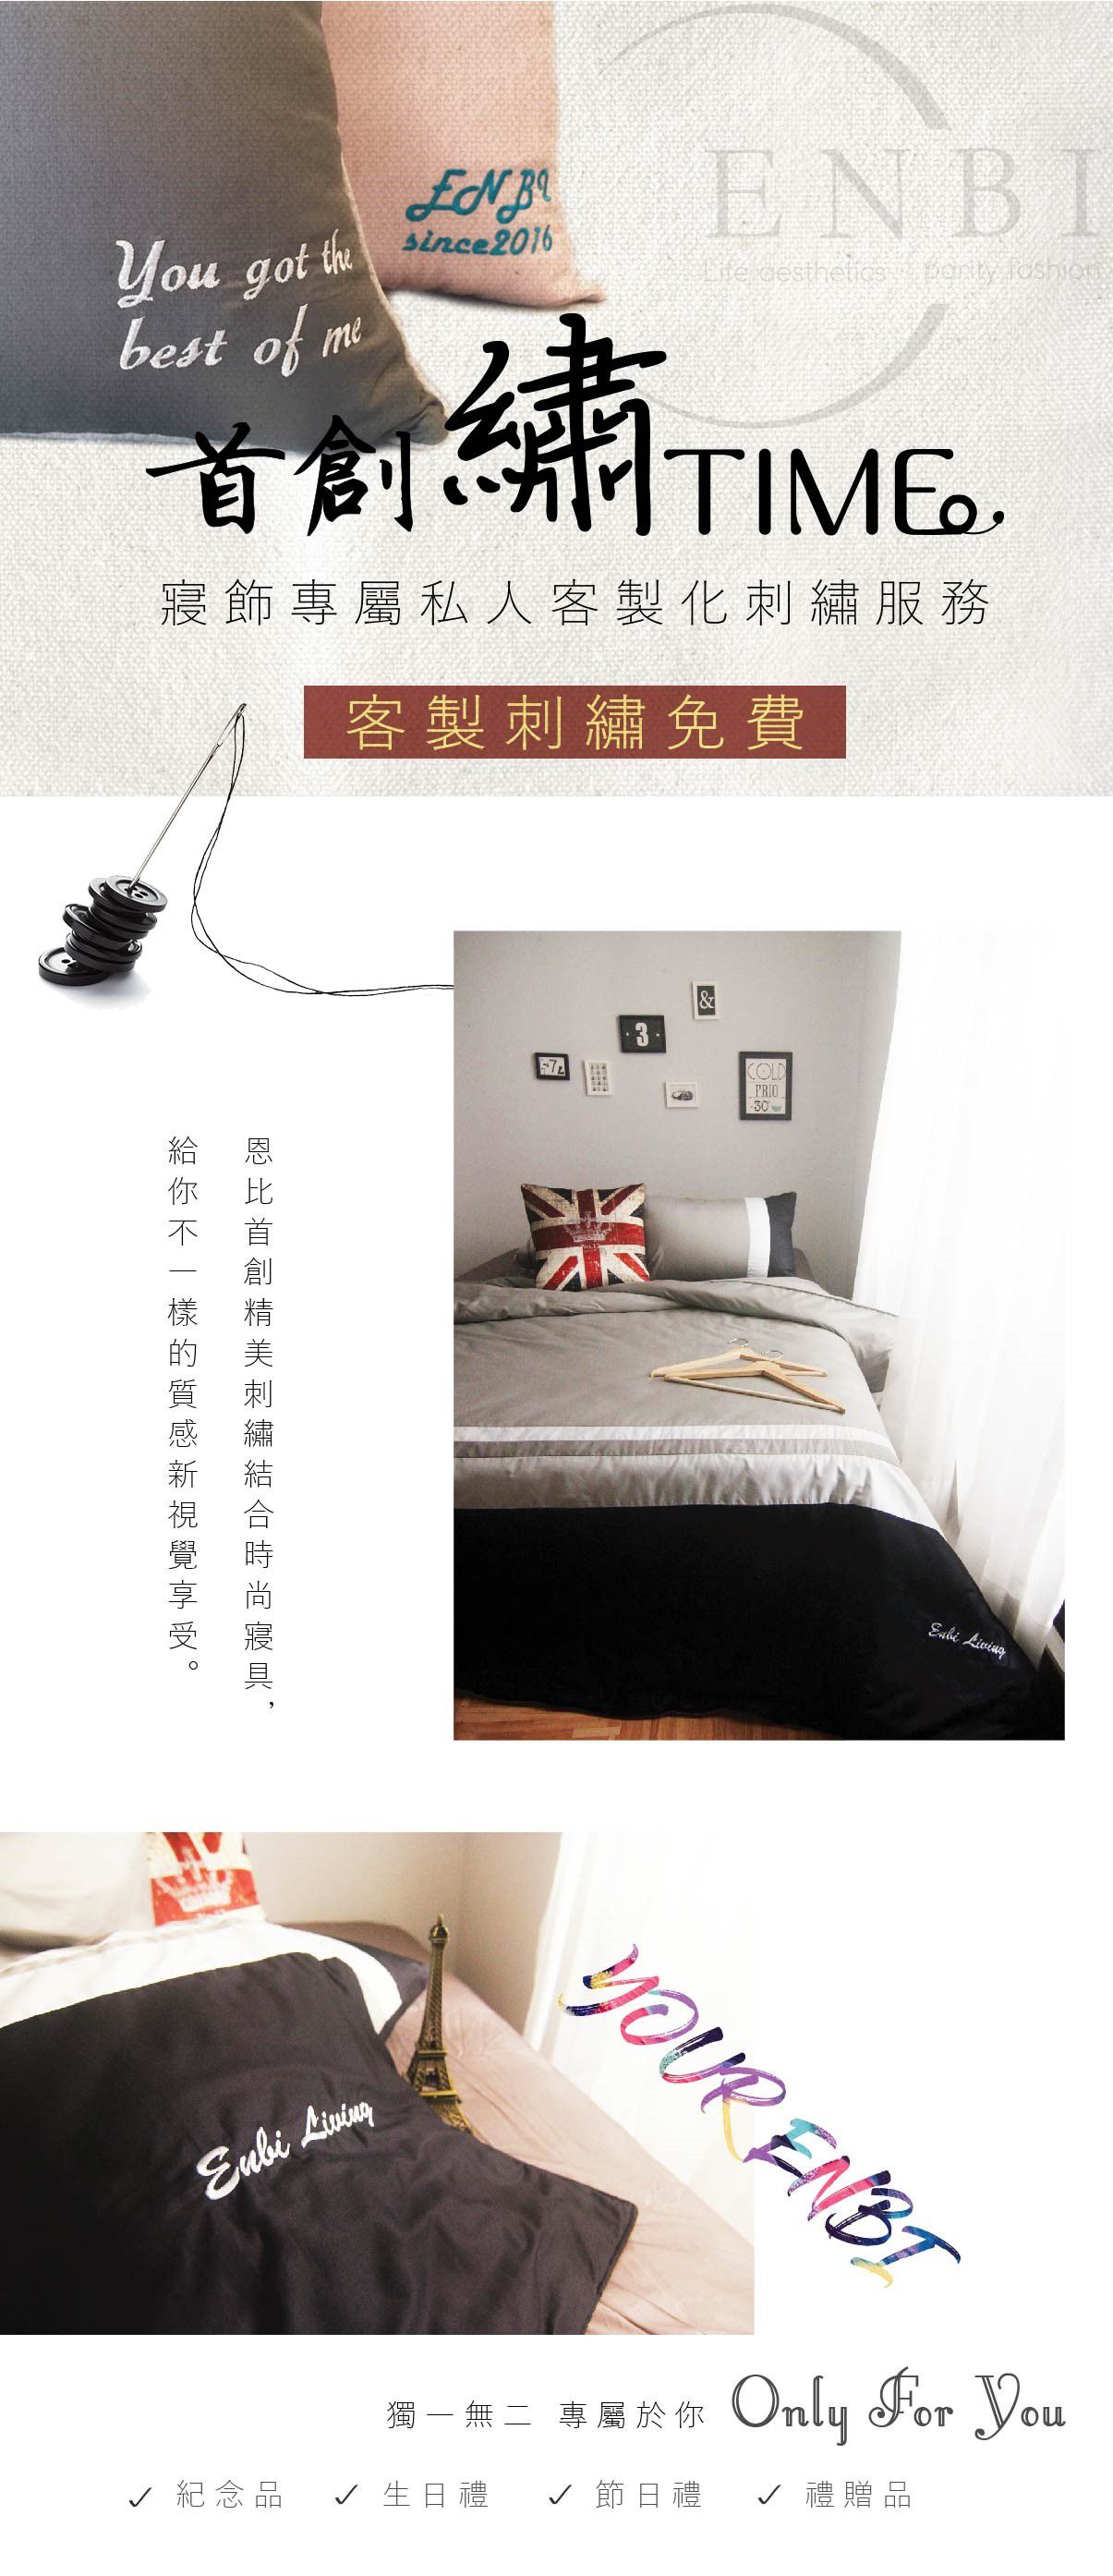 ENBI
You got the
best of me
ENBI
since2016
首創繡TIME
寢飾專屬私人客製化刺繡服務
客製刺繡免費
&
3
7
COLD
FRIO
-30°
恩比首創精美刺繡結合時尚寢具，
給你不一樣的質感新視覺享受。
Enbi Living
Enbi Living
YOUR ENBI
獨一無二 專屬於你 Only For You
✓ 紀念品 ✓ 生日禮 ✓ 節日禮 ✓ 禮贈品